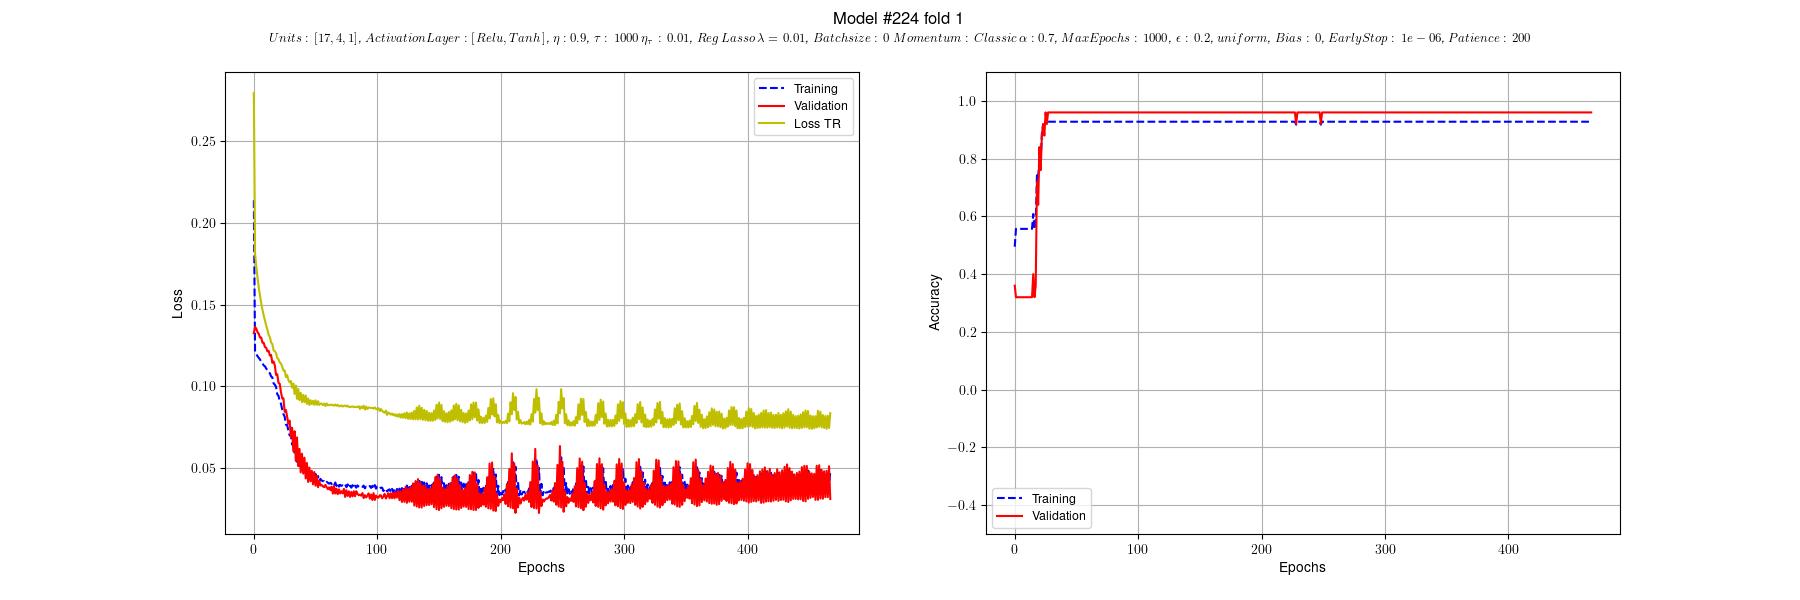 Model #224 fold 1
Units : [17, 4, 1], ActivationLayer : [Relu, Tanh], η : 0.9, τ : 1000 η_τ : 0.01, Reg Lasso λ = 0.01, Batchsize : 0 Momentum : Classic α : 0.7, MaxEpochs : 1000, ϵ : 0.2, uniform, Bias : 0, EarlyStop : 1e − 06, Patience : 200
Training
Validation
Loss TR
0.25
0.20
0.15
0.10
0.05
Loss
0 100 200 300 400
Epochs
1.0
0.8
0.6
0.4
0.2
0.0
−0.2
−0.4
Accuracy
Training
Validation
0 100 200 300 400
Epochs